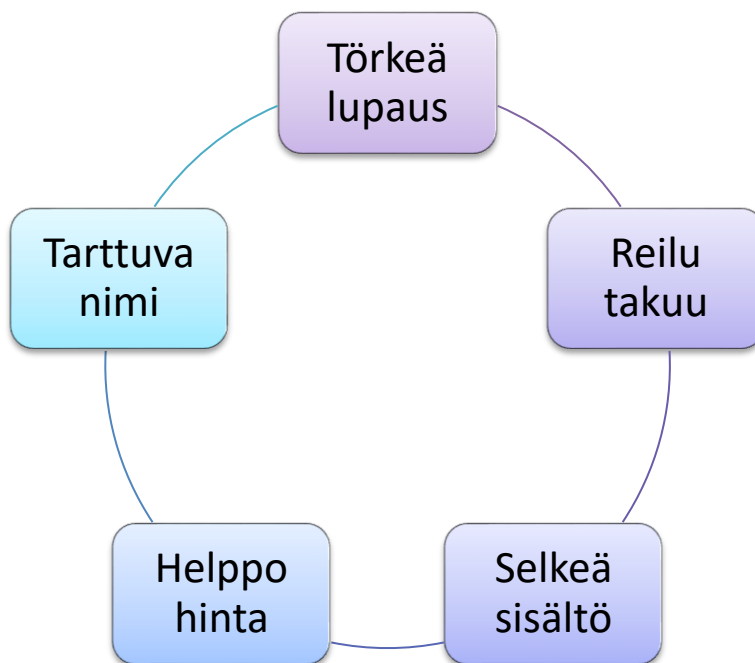 Törkeä
lupaus
Reilu
takuu
Selkeä
sisältö
Helppo
hinta
Tarttuva
nimi